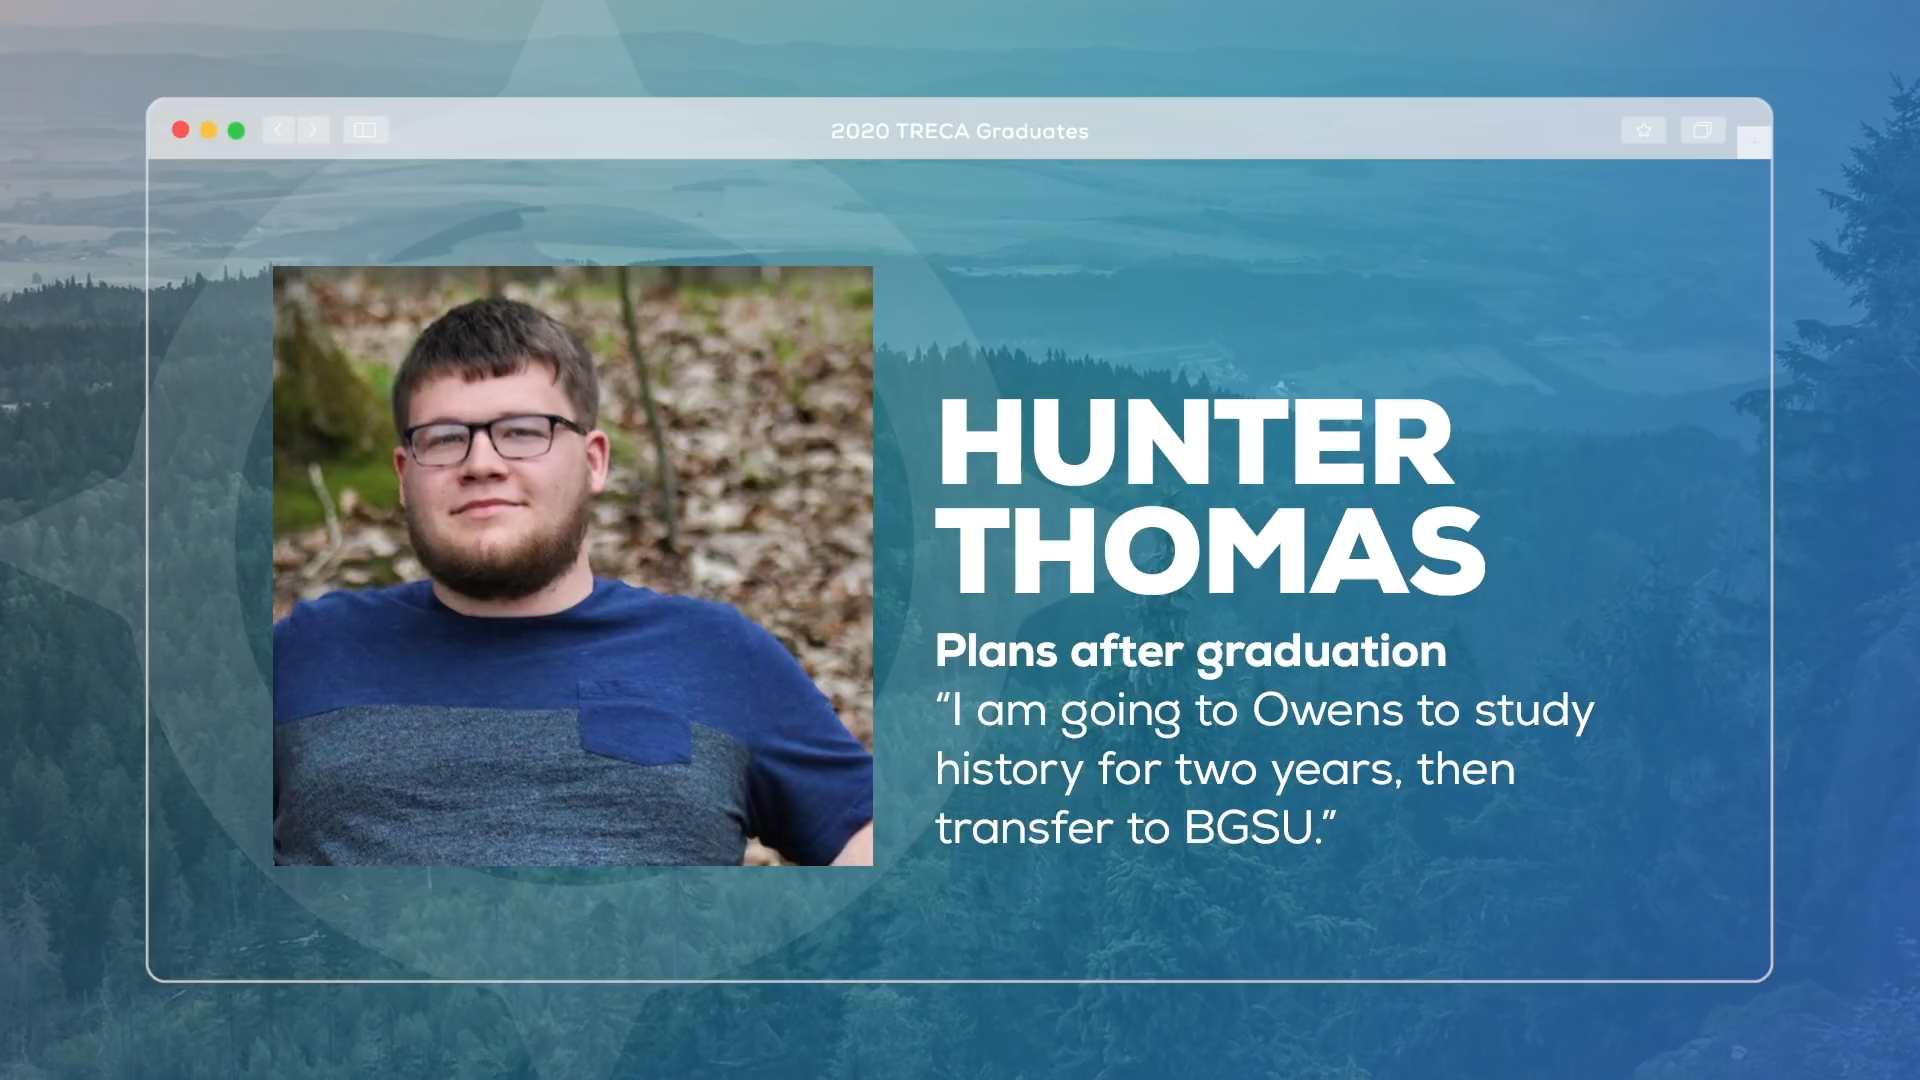 2020 TRECA Graduates
HUNTER
THOMAS
Plans after graduation
“I am going to Owens to study
history for two years, then
transfer to BGSU.”